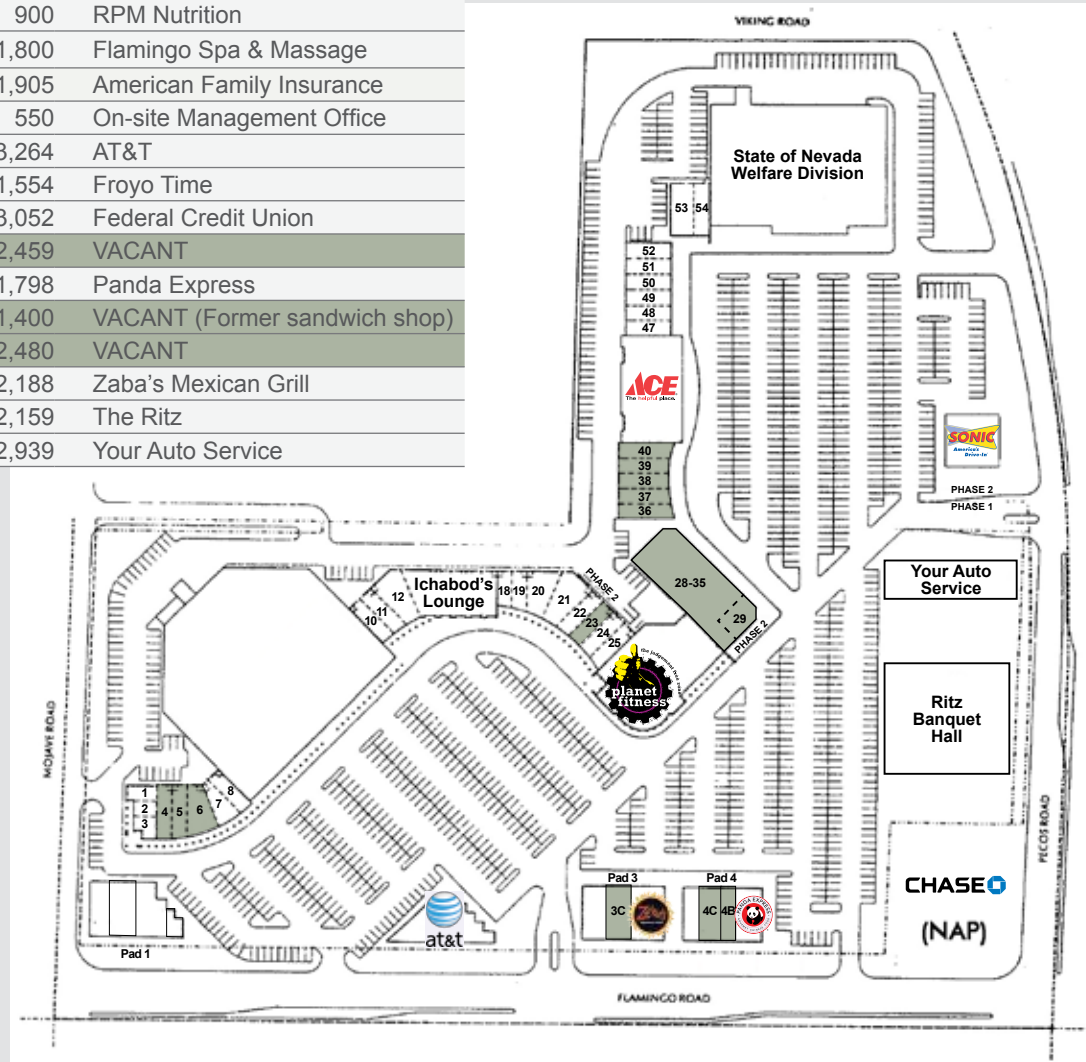 900 RPM Nutrition
1,800 Flamingo Spa & Massage
1,905 American Family Insurance
550 On-site Management Office
3,264 AT&T
1,554 Froyo Time
3,052 Federal Credit Union
2,459 VACANT
1,798 Panda Express
1,400 VACANT (Former sandwich shop)
2,480 VACANT
2,188 Zaba's Mexican Grill
2,159 The Ritz
2,939 Your Auto Service
VIKING ROAD
State of Nevada
Welfare Division
53 54
52
51
50
49
48
47
ACE
The helpful place.
SONIC
America's
Drive-In
40
39
38
37
36
PHASE 2
PHASE 1
28-35
29
PHASE 2
Your Auto
Service
Ichabod's
Lounge
10
11
12
18 19 20
21
22
23
24
25
PHASE 2
the judgement free zone
planet
fitness
Ritz
Banquet
Hall
MOJAVE ROAD
PECOS ROAD
1
2
3
4 5 6 7 8
Pad 1
at&t
Pad 3
3C
Pad 4
4C 4B
PANDA EXPRESS
CHASE
(NAP)
FLAMINGO ROAD